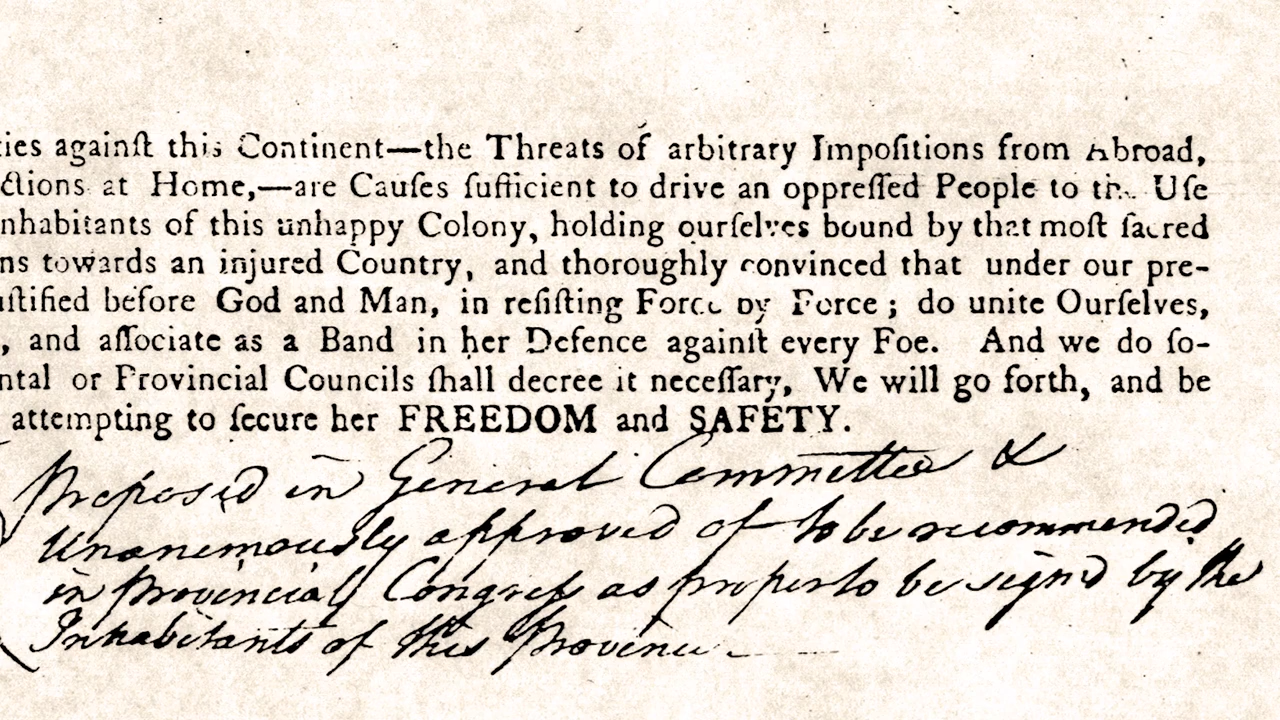 ties againſt this Continent—the Threats of arbitrary Impoſitions from Abroad,
ctions at Home,—are Cauſes ſufficient to drive an oppreſſed People to the Uſe
nhabitants of this unhappy Colony, holding ourſelves bound by that moſt ſacred
ns towards an injured Country, and thoroughly convinced that under our pre-
uſtified before God and Man, in reſiſting Force by Force; do unite Ourſelves,
, and aſſociate as a Band in her Defence againſt every Foe. And we do ſo-
ntal or Provincial Councils ſhall decree it neceſſary, We will go forth, and be
attempting to ſecure her FREEDOM and SAFETY.
Proposed in General Committee &
Unanemously approved of to be recommended
in Provincial Congreſs as proper to be signd by the
Inhabitants of this Province